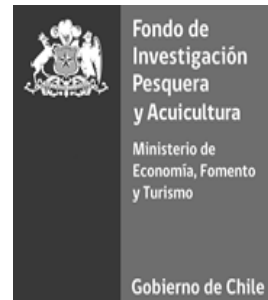 Fondo de
Investigación
Pesquera
y Acuicultura
Ministerio de
Economía, Fomento
y Turismo
Gobierno de Chile